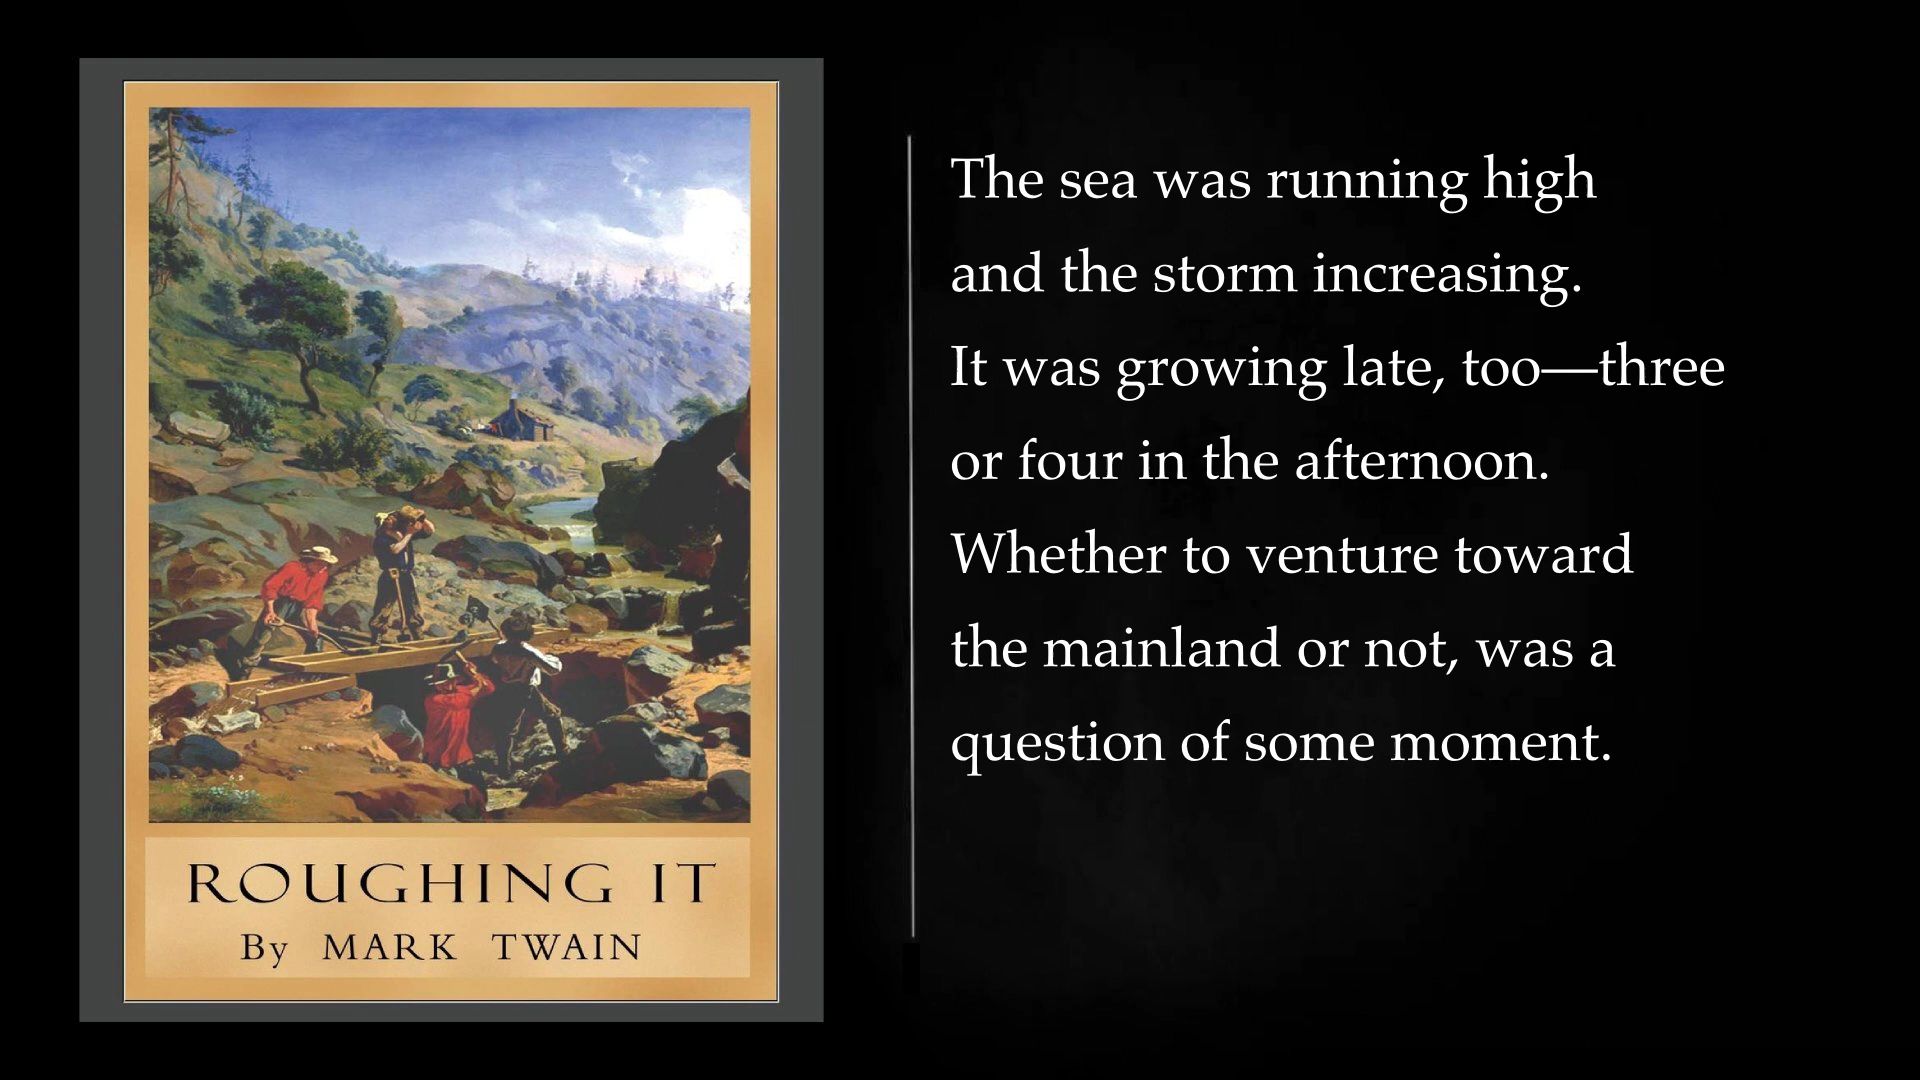 ROUGHING IT
By MARK TWAIN
The sea was running high
and the storm increasing.
It was growing late, too—three
or four in the afternoon.
Whether to venture toward
the mainland or not, was a
question of some moment.